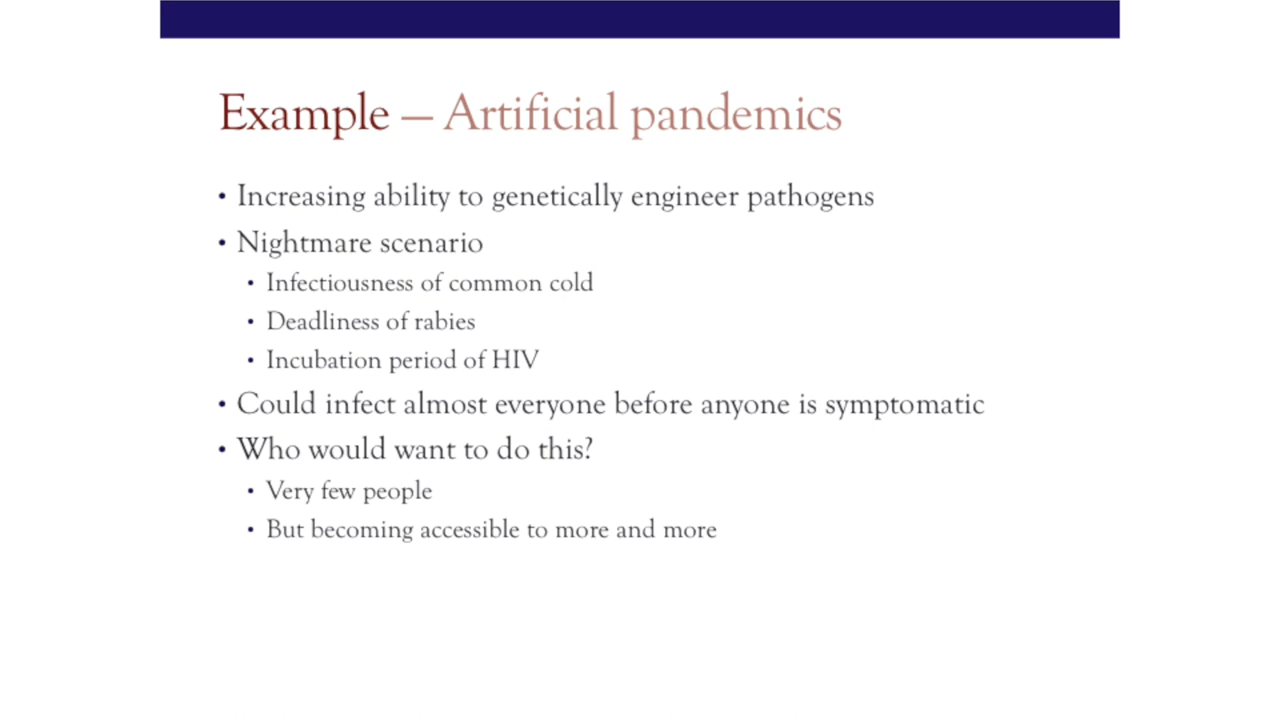 Example — Artificial pandemics
• Increasing ability to genetically engineer pathogens
• Nightmare scenario
• Infectiousness of common cold
• Deadliness of rabies
• Incubation period of HIV
• Could infect almost everyone before anyone is symptomatic
• Who would want to do this?
• Very few people
• But becoming accessible to more and more